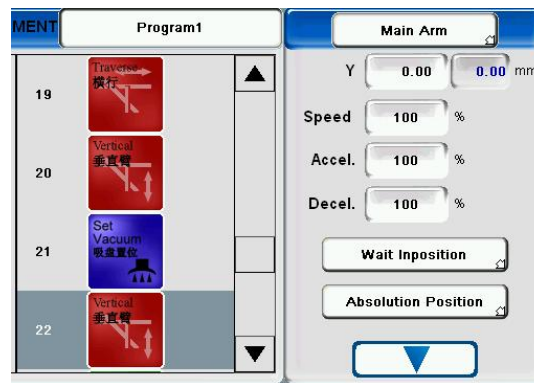 MENT
Program1
19
Traverse
横行
20
Vertical
垂直臂
21
Set
Vacuum
吸盘置位
22
Vertical
垂直臂
Main Arm
Y 0.00 0.00 mm
Speed 100 %
Accel. 100 %
Decel. 100 %
Wait Inposition
Absolution Position